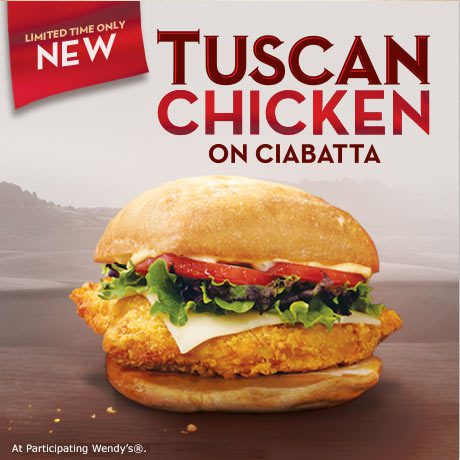 LIMITED TIME ONLY
NEW
TUSCAN
CHICKEN
ON CIABATTA
At Participating Wendy's®.